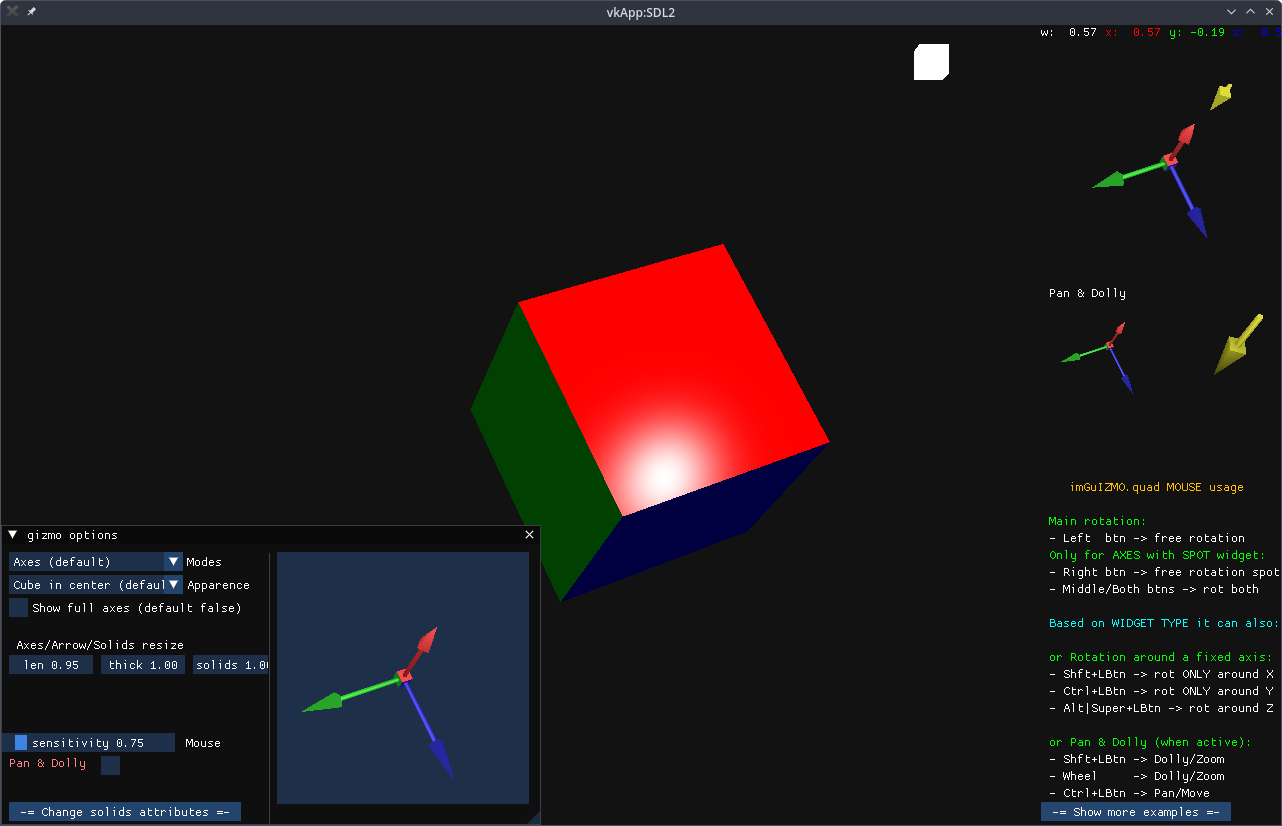 vkApp:SDL2
w: 0.57 x: 0.57 y: -0.19 z: 0.5
Pan & Dolly
imGuIZMO.quad MOUSE usage
Main rotation:
- Left btn -> free rotation
Only for AXES with SPOT widget:
- Right btn -> free rotation spot
- Middle/Both btns -> rot both
Based on WIDGET TYPE it can also:
or Rotation around a fixed axis:
- Shft+LBtn -> rot ONLY around X
- Ctrl+LBtn -> rot ONLY around Y
- Alt|Super+LBtn -> rot around Z
or Pan & Dolly (when active):
- Shft+LBtn -> Dolly/Zoom
- Wheel -> Dolly/Zoom
- Ctrl+LBtn -> Pan/Move
-= Show more examples =-
gizmo options
Axes (default) Modes
Cube in center (defaul Apparence
Show full axes (default false)
Axes/Arrow/Solids resize
len 0.95 thick 1.00 solids 1.0
sensitivity 0.75 Mouse
Pan & Dolly
-= Change solids attributes =-